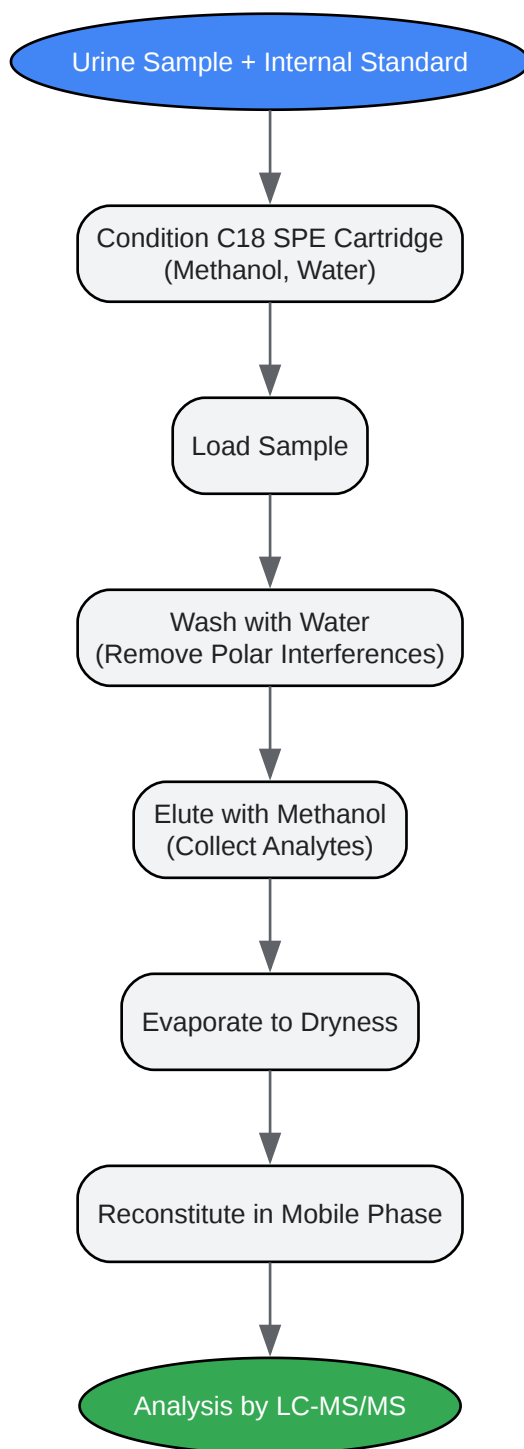 Urine Sample + Internal Standard
Condition C18 SPE Cartridge
(Methanol, Water)
Load Sample
Wash with Water
(Remove Polar Interferences)
Elute with Methanol
(Collect Analytes)
Evaporate to Dryness
Reconstitute in Mobile Phase
Analysis by LC-MS/MS